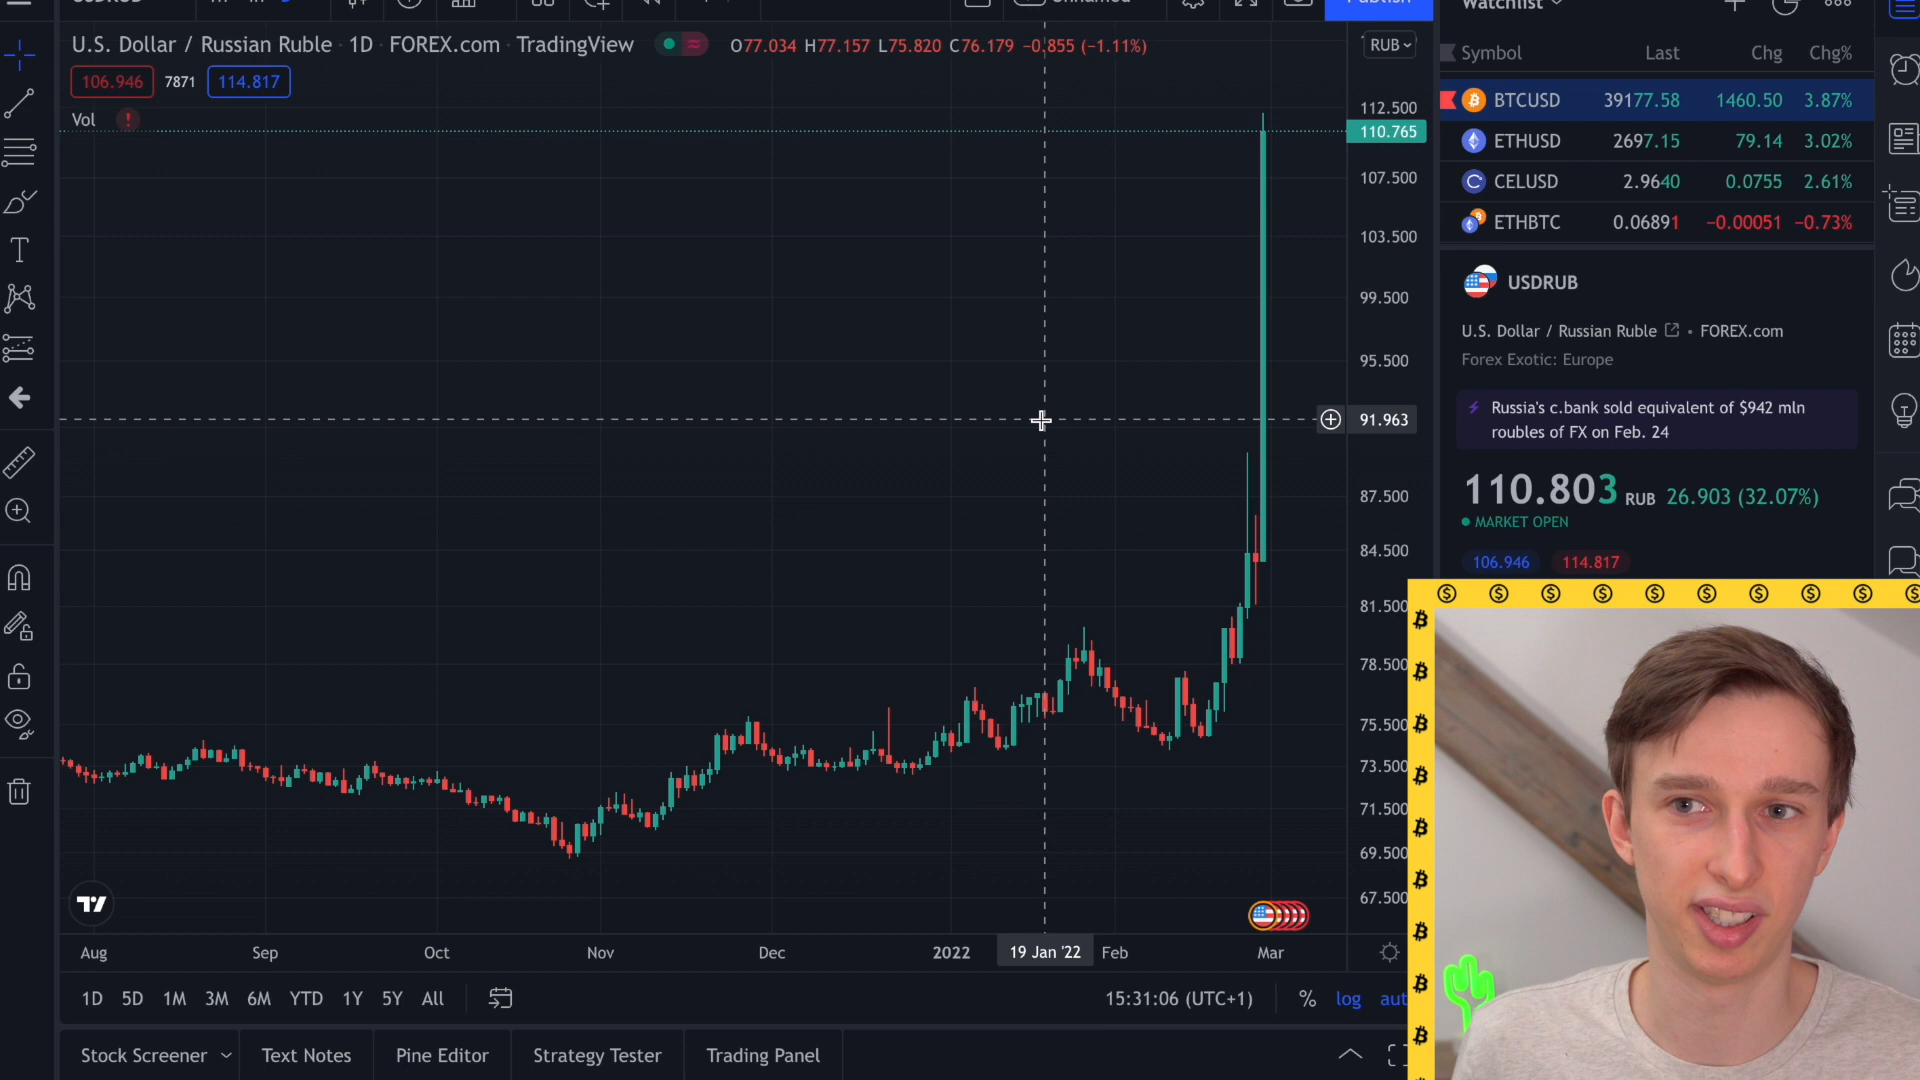 U.S. Dollar / Russian Ruble · 1D · FOREX.com · TradingView
O77.034 H77.157 L75.820 C76.179 −0.855 (−1.11%)
RUB
106.946 7871 114.817
Vol
112.500
110.765
107.500
103.500
99.500
95.500
91.963
87.500
84.500
81.500
78.500
75.500
73.500
71.500
69.500
67.500
Aug Sep Oct Nov Dec 2022 19 Jan '22 Feb Mar
1D 5D 1M 3M 6M YTD 1Y 5Y All
15:31:06 (UTC+1) % log
Stock Screener Text Notes Pine Editor Strategy Tester Trading Panel
Watchlist
Symbol Last Chg Chg%
BTCUSD 39177.58 1460.50 3.87%
ETHUSD 2697.15 79.14 3.02%
CELUSD 2.9640 0.0755 2.61%
ETHBTC 0.06891 −0.00051 −0.73%
USDRUB
U.S. Dollar / Russian Ruble • FOREX.com
Forex Exotic: Europe
Russia's c.bank sold equivalent of $942 mln
roubles of FX on Feb. 24
110.803 RUB 26.903 (32.07%)
MARKET OPEN
106.946 114.817